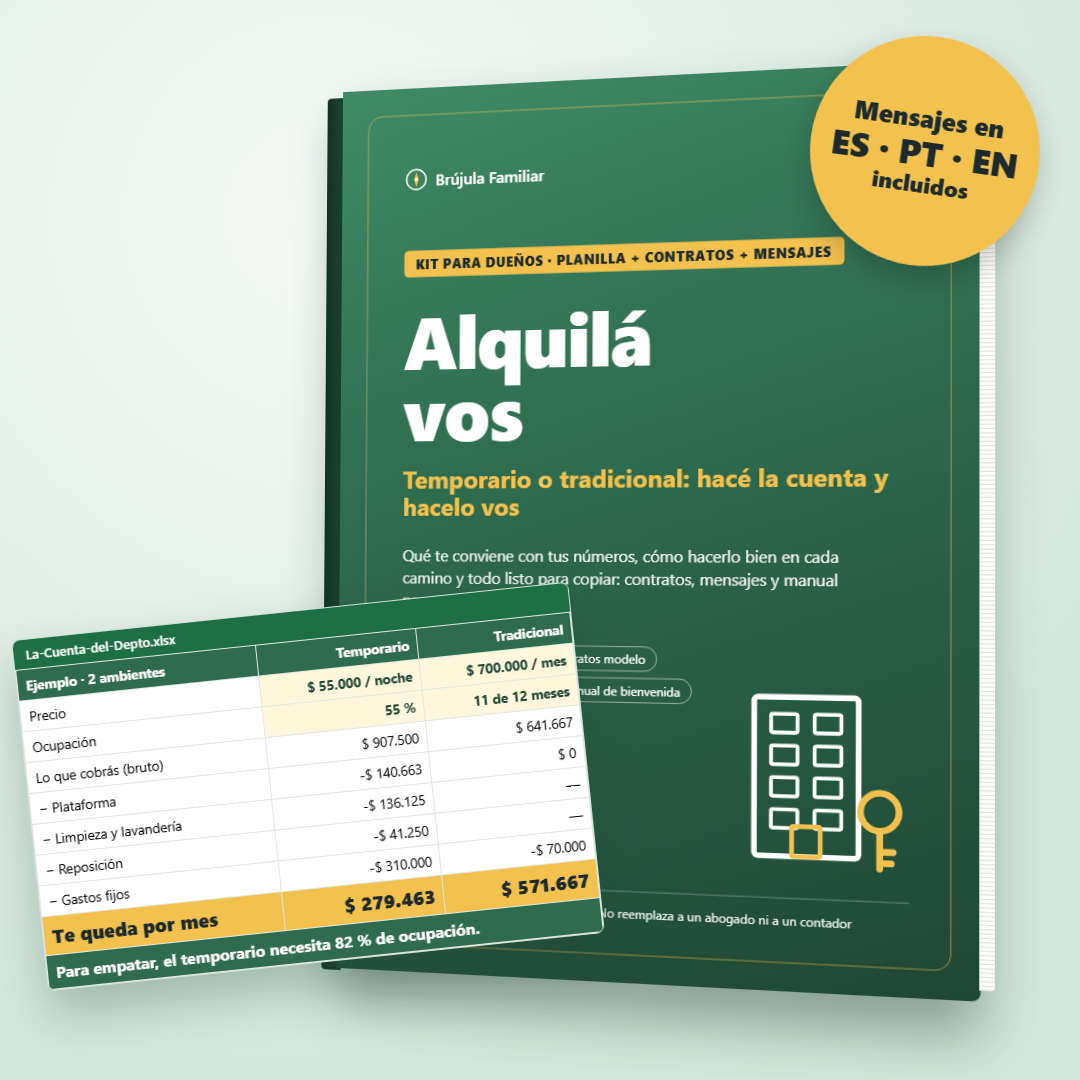 Mensajes en
ES · PT · EN
incluidos
Brújula Familiar
KIT PARA DUEÑOS · PLANILLA + CONTRATOS + MENSAJES
Alquilá
vos
Temporario o tradicional: hacé la cuenta y
hacelo vos
Qué te conviene con tus números, cómo hacerlo bien en cada
camino y todo listo para copiar: contratos, mensajes y manual
modelo
de bienvenida
No reemplaza a un abogado ni a un contador
La-Cuenta-del-Depto.xlsx
Ejemplo · 2 ambientes Temporario Tradicional
Precio $ 55.000 / noche $ 700.000 / mes
Ocupación 55 % 11 de 12 meses
Lo que cobrás (bruto) $ 907.500 $ 641.667
– Plataforma -$ 140.663 $ 0
– Limpieza y lavandería -$ 136.125 —
– Reposición -$ 41.250 —
– Gastos fijos -$ 310.000 -$ 70.000
Te queda por mes $ 279.463 $ 571.667
Para empatar, el temporario necesita 82 % de ocupación.